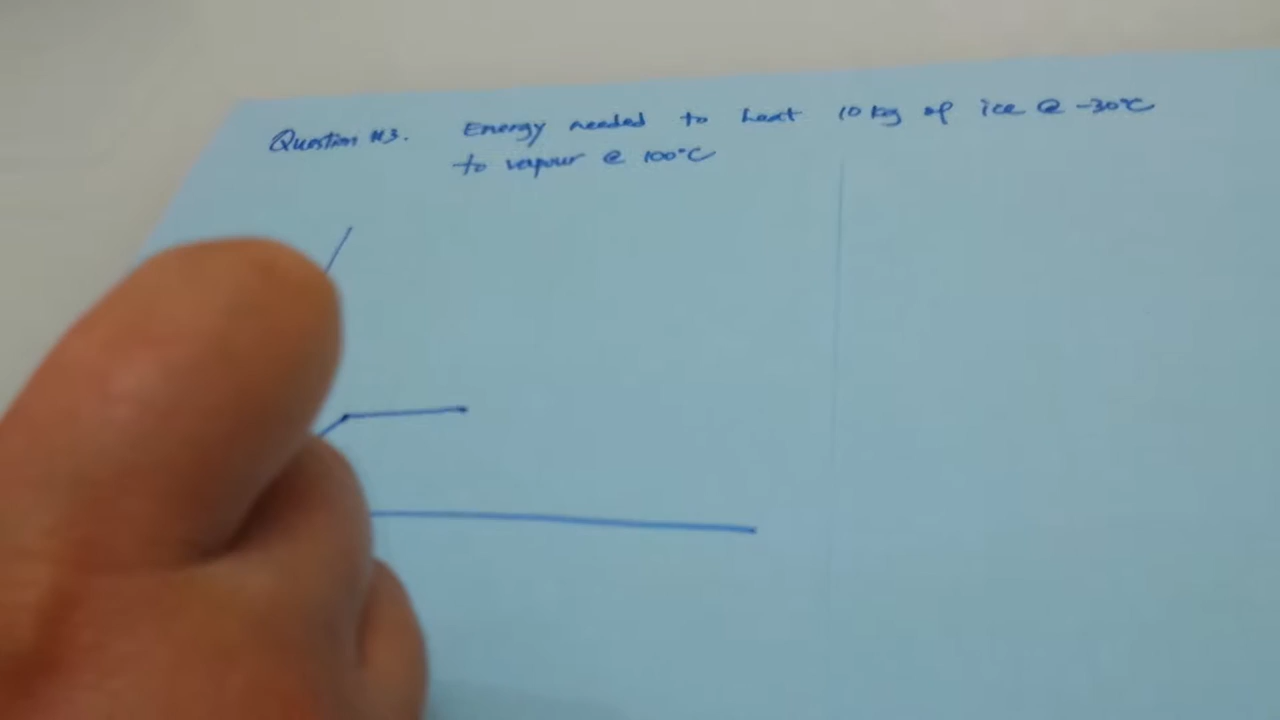 Question #3. Energy needed to heat 10 kg of ice @ -30°C
to vapour @ 100°C